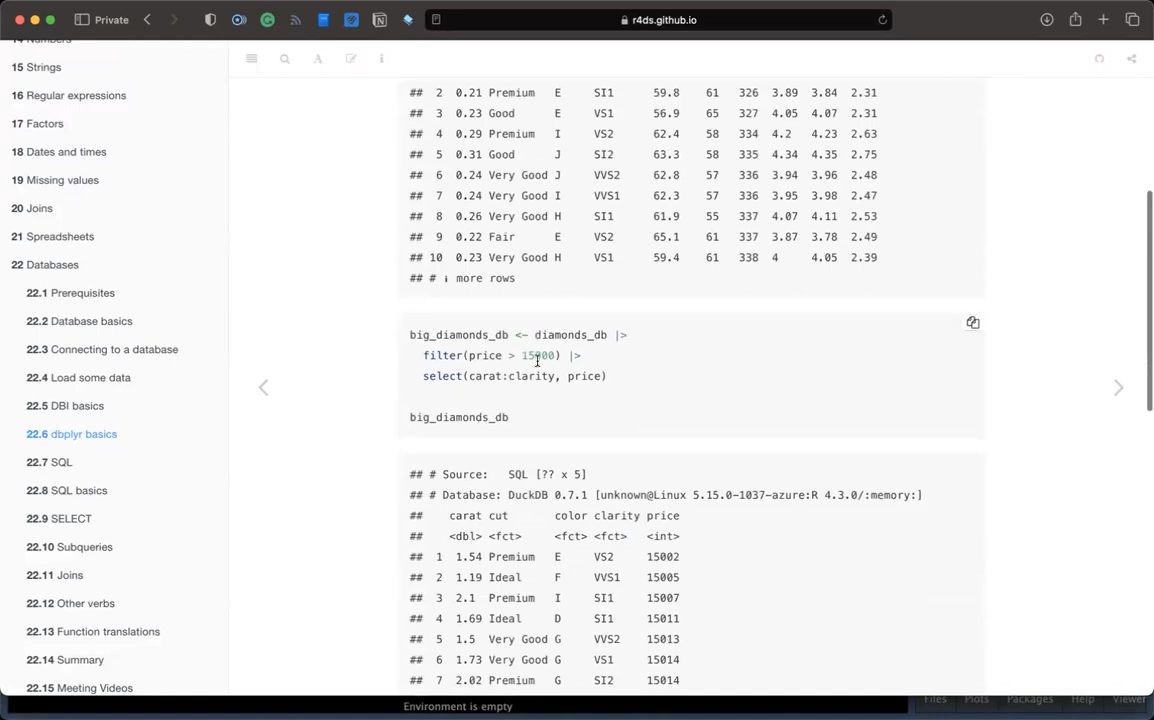 Private
r4ds.github.io
14 Numbers
15 Strings
16 Regular expressions
17 Factors
18 Dates and times
19 Missing values
20 Joins
21 Spreadsheets
22 Databases
22.1 Prerequisites
22.2 Database basics
22.3 Connecting to a database
22.4 Load some data
22.5 DBI basics
22.6 dbplyr basics
22.7 SQL
22.8 SQL basics
22.9 SELECT
22.10 Subqueries
22.11 Joins
22.12 Other verbs
22.13 Function translations
22.14 Summary
22.15 Meeting Videos
## 2 0.21 Premium E SI1 59.8 61 326 3.89 3.84 2.31
## 3 0.23 Good E VS1 56.9 65 327 4.05 4.07 2.31
## 4 0.29 Premium I VS2 62.4 58 334 4.2 4.23 2.63
## 5 0.31 Good J SI2 63.3 58 335 4.34 4.35 2.75
## 6 0.24 Very Good J VVS2 62.8 57 336 3.94 3.96 2.48
## 7 0.24 Very Good I VVS1 62.3 57 336 3.95 3.98 2.47
## 8 0.26 Very Good H SI1 61.9 55 337 4.07 4.11 2.53
## 9 0.22 Fair E VS2 65.1 61 337 3.87 3.78 2.49
## 10 0.23 Very Good H VS1 59.4 61 338 4 4.05 2.39
## # ℹ more rows
big_diamonds_db <- diamonds_db |>
filter(price > 15000) |>
select(carat:clarity, price)
big_diamonds_db
## # Source: SQL [?? x 5]
## # Database: DuckDB 0.7.1 [unknown@Linux 5.15.0-1037-azure:R 4.3.0/:memory:]
## carat cut color clarity price
## <dbl> <fct> <fct> <fct> <int>
## 1 1.54 Premium E VS2 15002
## 2 1.19 Ideal F VVS1 15005
## 3 2.1 Premium I SI1 15007
## 4 1.69 Ideal D SI1 15011
## 5 1.5 Very Good G VVS2 15013
## 6 1.73 Very Good G VS1 15014
## 7 2.02 Premium G SI2 15014
Environment is empty
Files Plots Packages Help Viewer